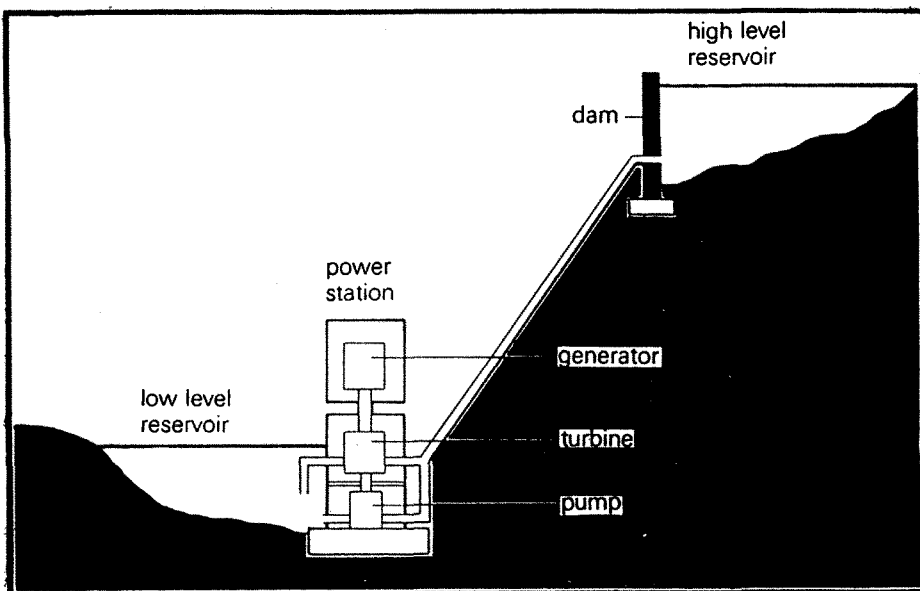 high level
reservoir
dam
power
station
generator
low level
reservoir
turbine
pump